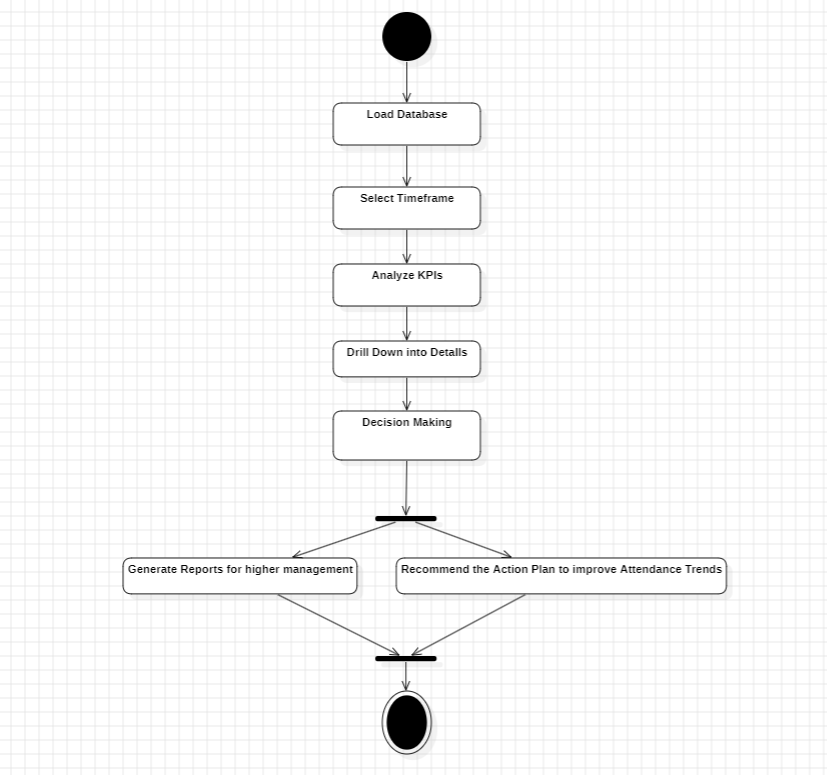 Load Database
Select Timeframe
Analyze KPIs
Drill Down into Details
Decision Making
Generate Reports for higher management
Recommend the Action Plan to improve Attendance Trends